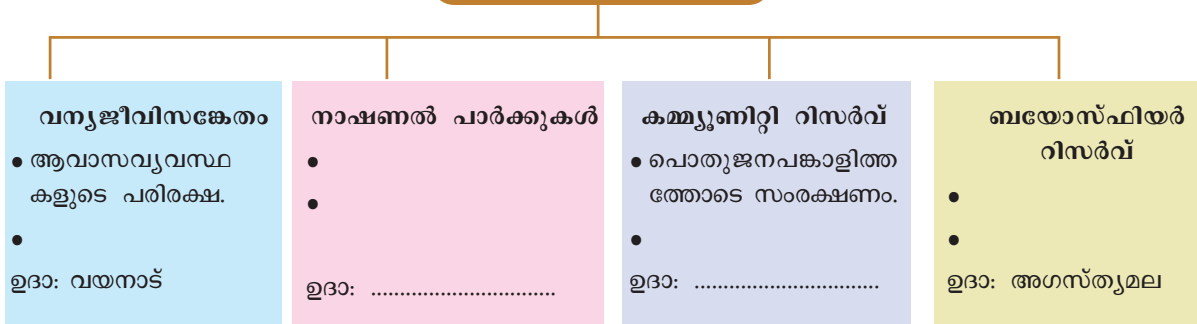 വന്യജീവിസങ്കേതം
• ആവാസവ്യവസ്ഥ
കളുടെ പരിരക്ഷ.
•
ഉദാ: വയനാട്
നാഷണൽ പാർക്കുകൾ
•
•
ഉദാ: ................................
കമ്മ്യൂണിറ്റി റിസർവ്
• പൊതുജനപങ്കാളിത്ത
ത്തോടെ സംരക്ഷണം.
•
ഉദാ: ................................
ബയോസ്ഫിയർ
റിസർവ്
•
•
ഉദാ: അഗസ്ത്യമല